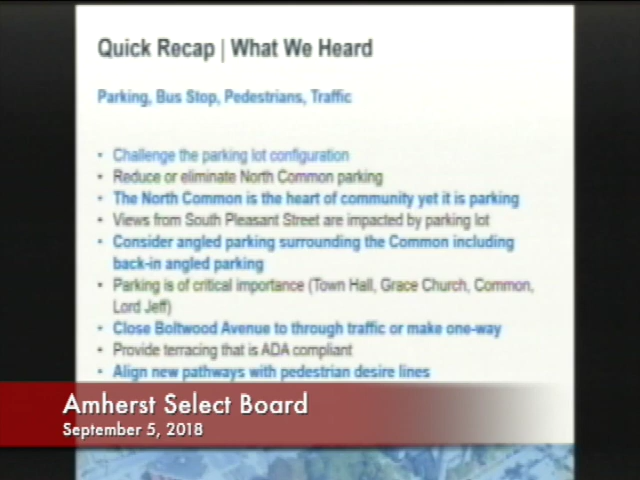 Quick Recap | What We Heard
Parking, Bus Stop, Pedestrians, Traffic
• Challenge the parking lot configuration
• Reduce or eliminate North Common parking
• The North Common is the heart of community yet it is parking
• Views from South Pleasant Street are impacted by parking lot
• Consider angled parking surrounding the Common including
back-in angled parking
• Parking is of critical importance (Town Hall, Grace Church, Common,
Lord Jeff)
• Close Boltwood Avenue to through traffic or make one-way
• Provide terracing that is ADA compliant
• Align new pathways with pedestrian desire lines
Amherst Select Board
September 5, 2018